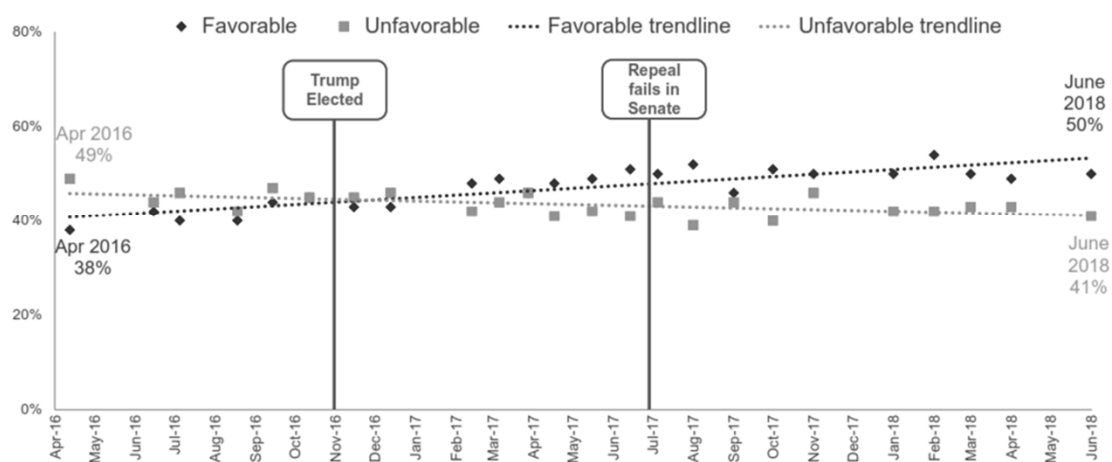 Favorable
Unfavorable
Favorable trendline
Unfavorable trendline
80%
60%
40%
20%
0%
Trump
Elected
Repeal
fails in
Senate
Apr 2016
49%
Apr 2016
38%
June
2018
50%
June
2018
41%
Apr-16
May-16
Jun-16
Jul-16
Aug-16
Sep-16
Oct-16
Nov-16
Dec-16
Jan-17
Feb-17
Mar-17
Apr-17
May-17
Jun-17
Jul-17
Aug-17
Sep-17
Oct-17
Nov-17
Dec-17
Jan-18
Feb-18
Mar-18
Apr-18
May-18
Jun-18